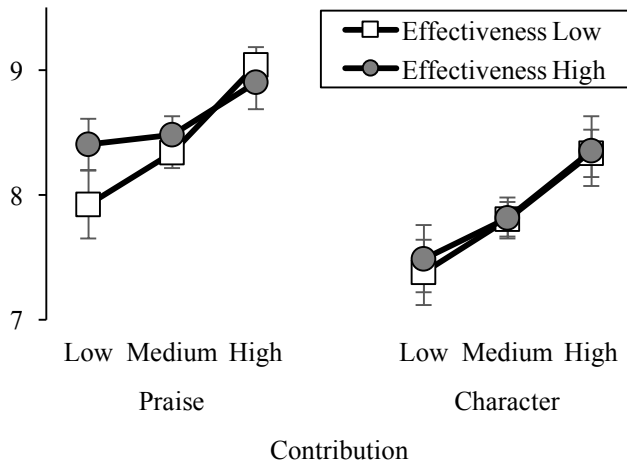 Effectiveness Low
Effectiveness High
9
8
7
Low Medium High
Low Medium High
Praise
Character
Contribution